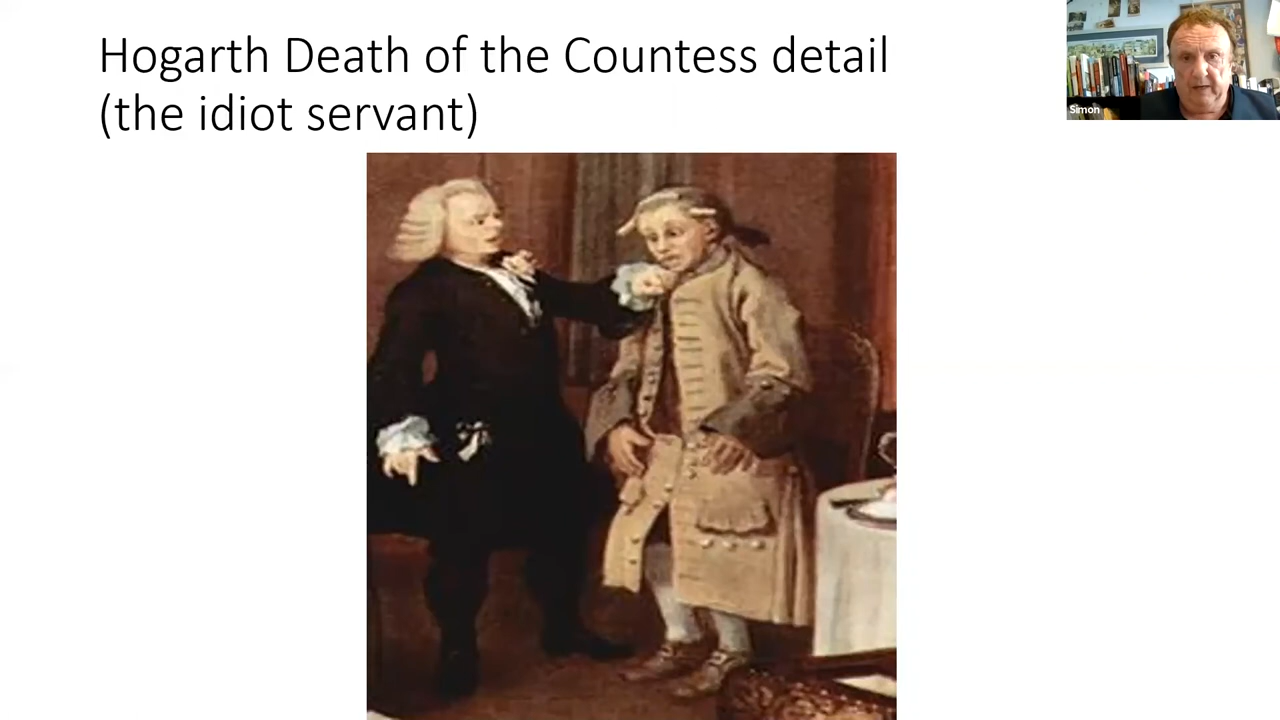 Hogarth Death of the Countess detail
(the idiot servant)
Simon